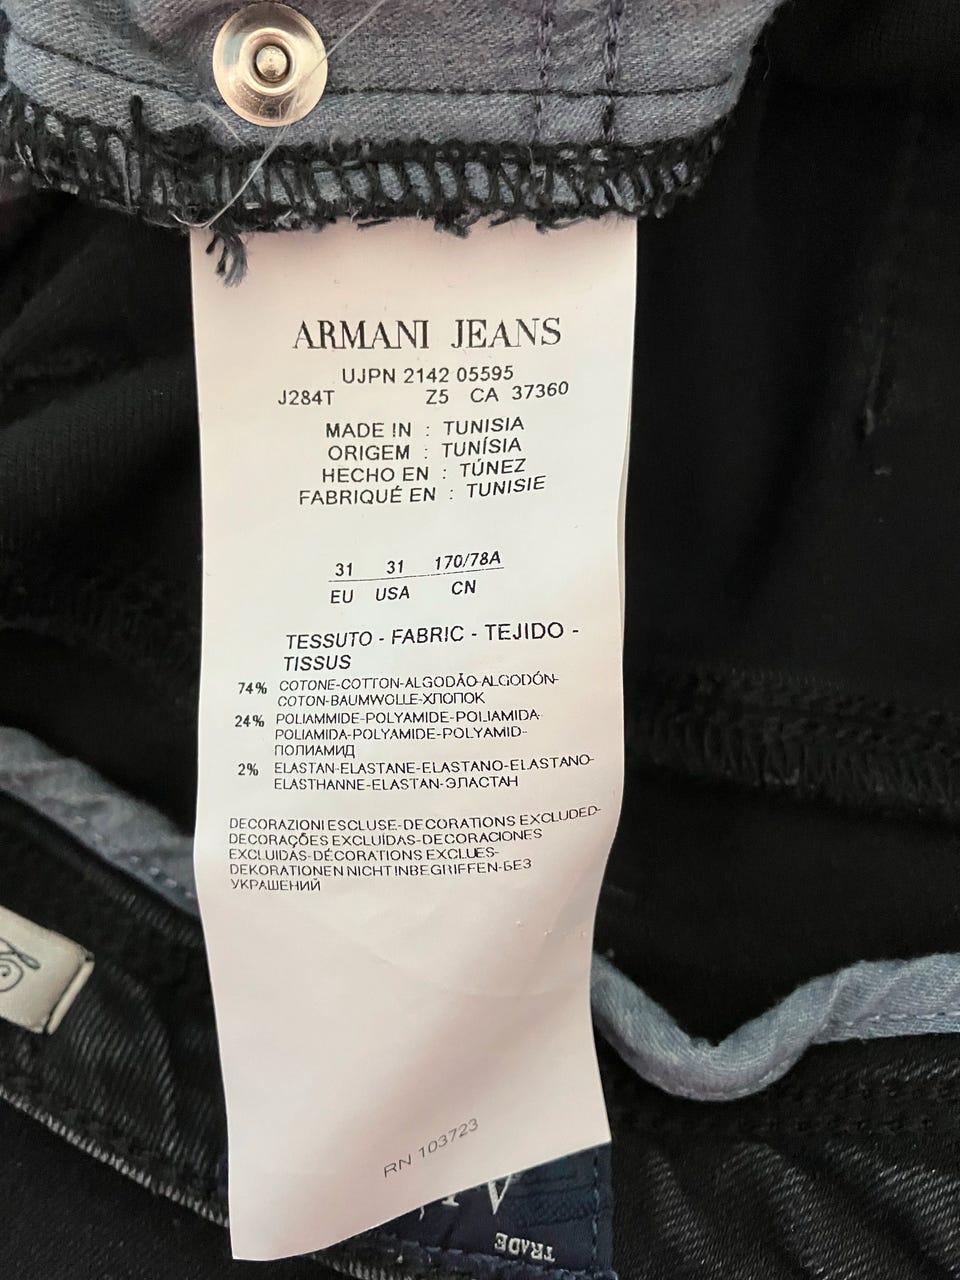 ARMANI JEANS
UJPN 2142 05595
J284T Z5 CA 37360
MADE IN : TUNISIA
ORIGEM : TUNÍSIA
HECHO EN : TÚNEZ
FABRIQUÉ EN : TUNISIE
31 31 170/78A
EU USA CN
TESSUTO - FABRIC - TEJIDO -
TISSUS
74% COTONE-COTTON-ALGODÃO-ALGODÓN-
COTON-BAUMWOLLE-ХЛОПОК
24% POLIAMMIDE-POLYAMIDE-POLIAMIDA-
POLIAMIDA-POLYAMIDE-POLYAMID-
ПОЛИАМИД
2% ELASTAN-ELASTANE-ELASTANO-ELASTANO-
ELASTHANNE-ELASTAN-ЭЛАСТАН
DECORAZIONI ESCLUSE-DECORATIONS EXCLUDED-
DECORAÇÕES EXCLUÍDAS-DECORACIONES
EXCLUIDAS-DÉCORATIONS EXCLUES-
DEKORATIONEN NICHT INBEGRIFFEN-БЕЗ
УКРАШЕНИЙ
RN 103723
TRADE